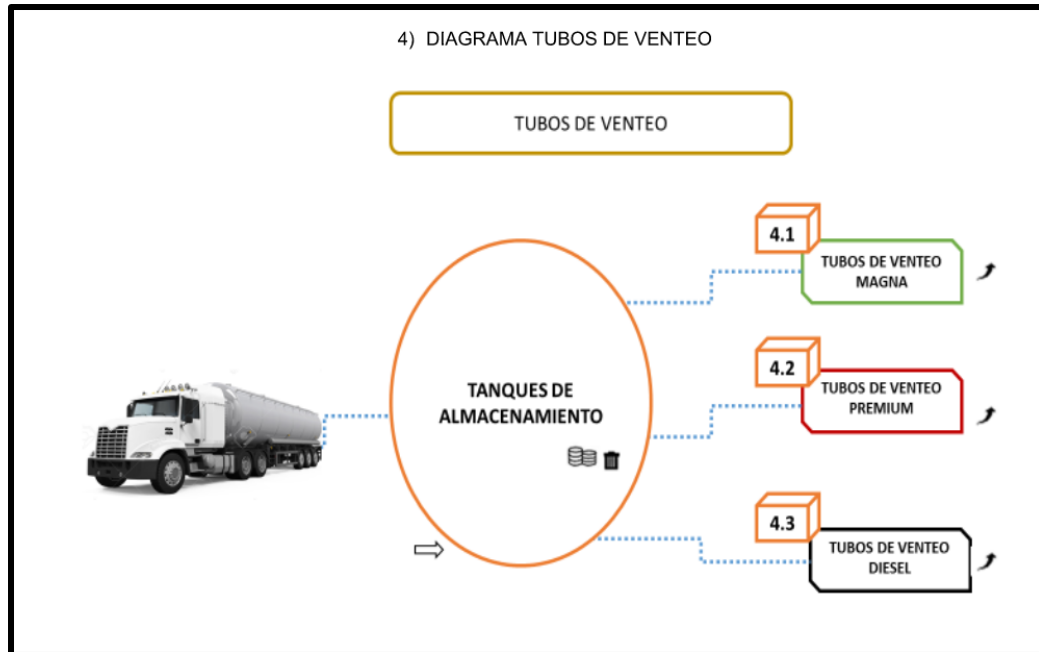 4) DIAGRAMA TUBOS DE VENTEO
TUBOS DE VENTEO
4.1
TUBOS DE VENTEO
MAGNA
4.2
TUBOS DE VENTEO
PREMIUM
TANQUES DE
ALMACENAMIENTO
4.3
TUBOS DE VENTEO
DIESEL